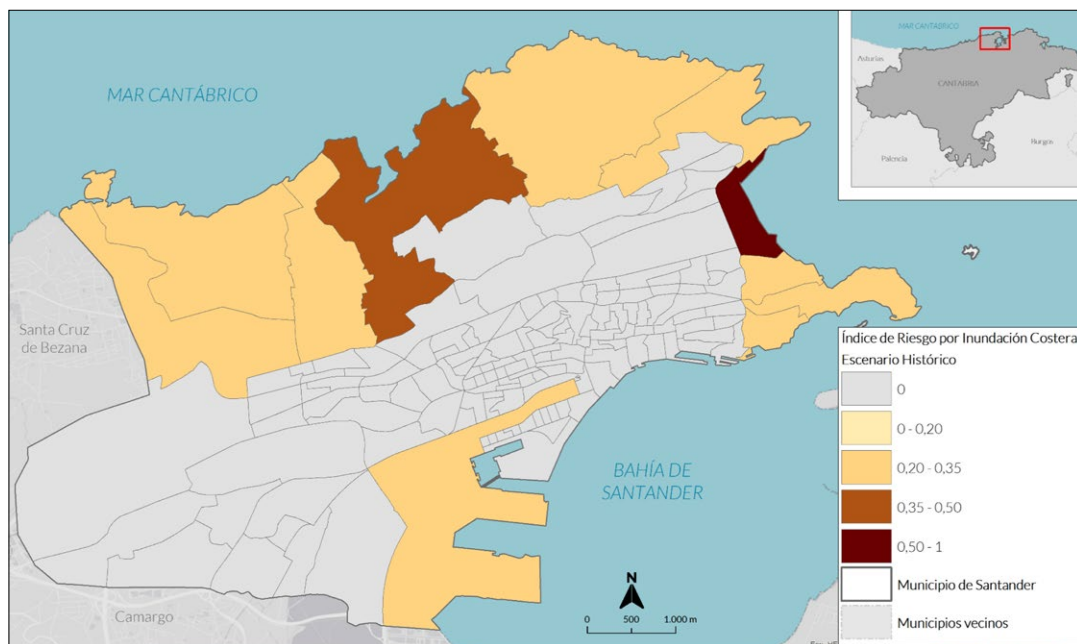 MAR CANTÁBRICO
MAR CANTÁBRICO
Asturias
CANTABRIA
Palencia
Burgos
Santa Cruz
de Bezana
BAHÍA DE
SANTANDER
Camargo
N
0 500 1.000 m
Índice de Riesgo por Inundación Costera
Escenario Histórico
0
0 - 0,20
0,20 - 0,35
0,35 - 0,50
0,50 - 1
Municipio de Santander
Municipios vecinos